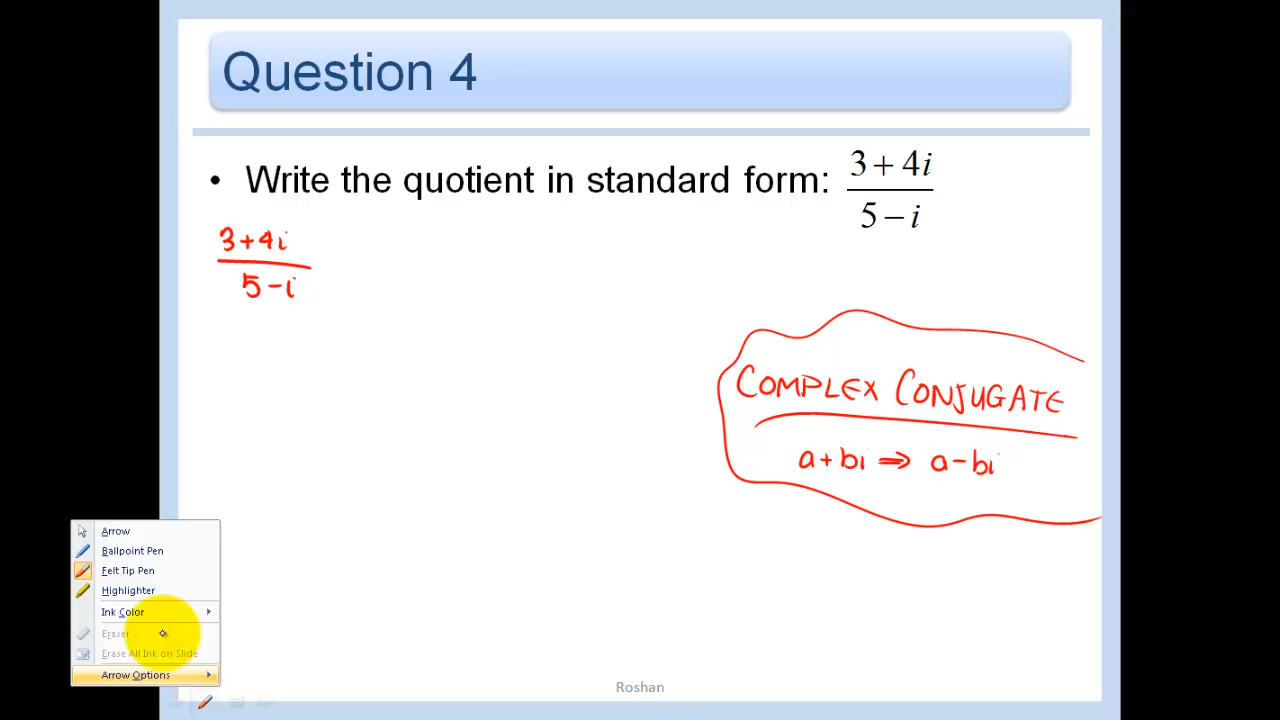 Question 4
• Write the quotient in standard form: 3 + 4i
5 − i
3+4i
5-i
COMPLEX CONJUGATE
a+bi ⇒ a-bi
Arrow
Ballpoint Pen
Felt Tip Pen
Highlighter
Ink Color
Eraser
Erase All Ink on Slide
Arrow Options
Roshan